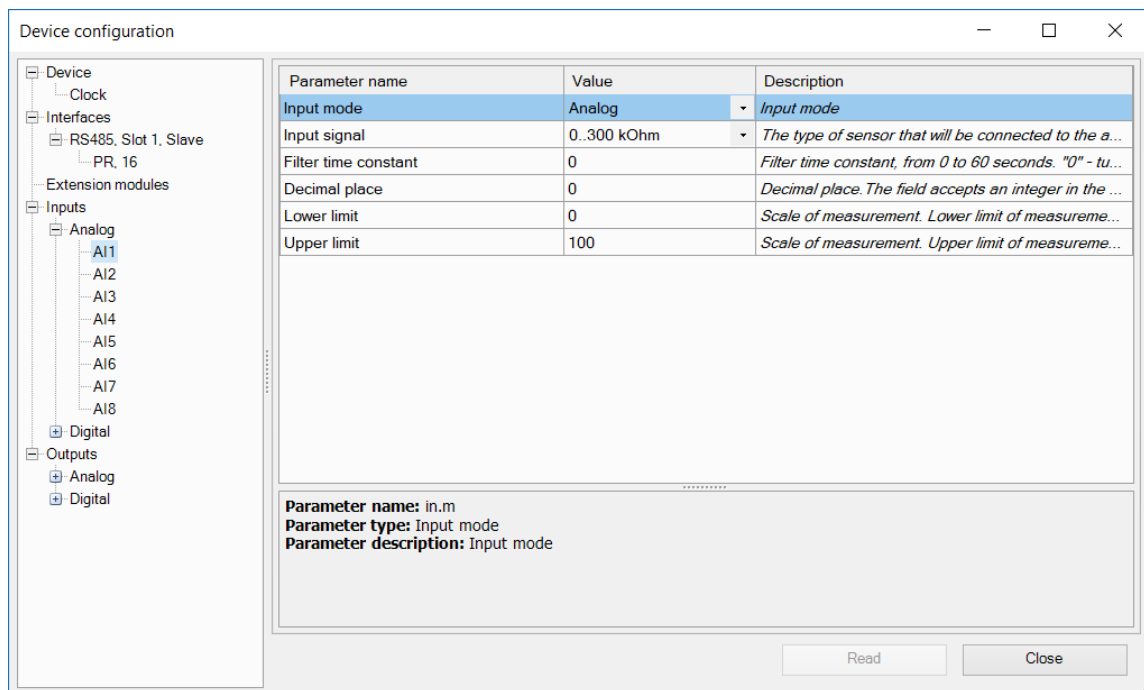 Device configuration
Device
Clock
Interfaces
RS485, Slot 1, Slave
PR, 16
Extension modules
Inputs
Analog
AI1
AI2
AI3
AI4
AI5
AI6
AI7
AI8
Digital
Outputs
Analog
Digital
Parameter name Value Description
Input mode Analog Input mode
Input signal 0..300 kOhm The type of sensor that will be connected to the a...
Filter time constant 0 Filter time constant, from 0 to 60 seconds. "0" - tu...
Decimal place 0 Decimal place.The field accepts an integer in the ...
Lower limit 0 Scale of measurement. Lower limit of measureme...
Upper limit 100 Scale of measurement. Upper limit of measureme...
Parameter name: in.m
Parameter type: Input mode
Parameter description: Input mode
Read Close